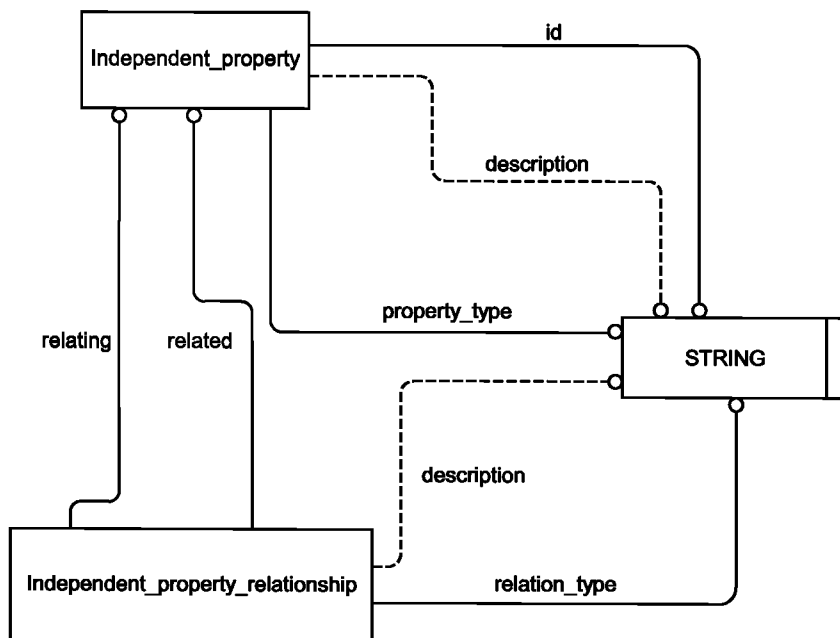 id
Independent_property
description
property_type
relating
related
STRING
description
Independent_property_relationship
relation_type